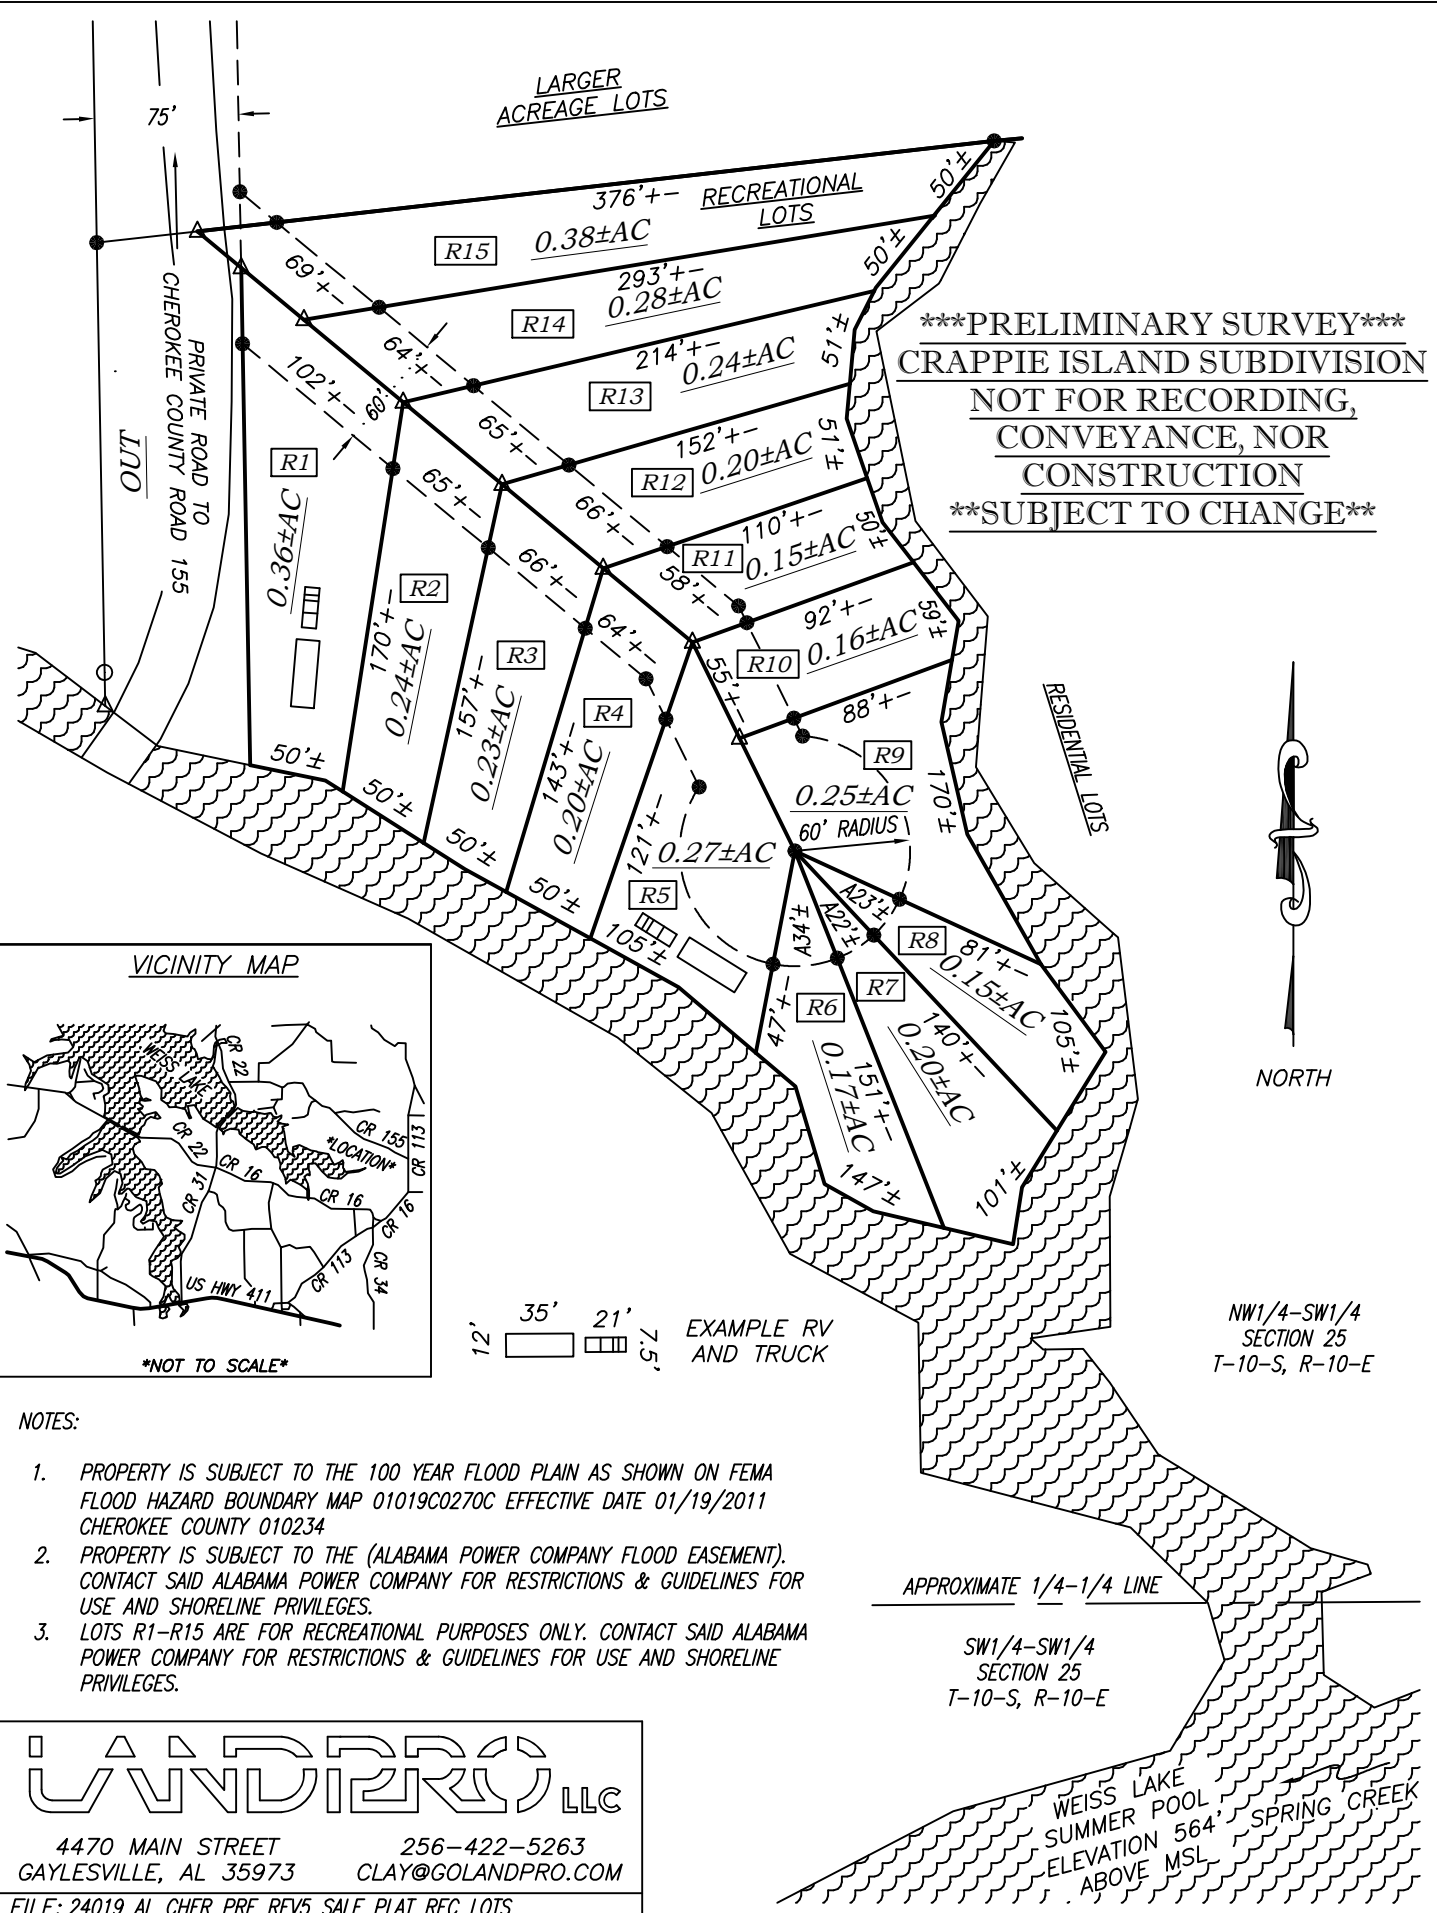 LARGER
ACREAGE LOTS
75'
376'+-
RECREATIONAL
LOTS
50'±
R15
0.38±AC
69'+-
293'+-
0.28±AC
50'±
R14
64'+-
214'+-
0.24±AC
51'±
R13
102'+-
60'
65'+-
152'+-
0.20±AC
51'±
R12
66'+-
110'+-
0.15±AC
50'±
R11
58'+-
92'+-
0.16±AC
59'±
R10
55'+-
88'+-
R9
0.25±AC
170'±
60' RADIUS
PRIVATE ROAD TO
CHEROKEE COUNTY ROAD 155
OUT
R1
0.36±AC
50'±
65'+-
R2
170'+-
0.24±AC
50'±
66'+-
R3
157'+-
0.23±AC
50'±
64'+-
R4
143'+-
0.20±AC
50'±
121'+-
0.27±AC
R5
105'±
A34'±
A22'±
A23'±
R8
81'+-
0.15±AC
105'±
R7
140'+-
0.20±AC
101'±
R6
47'+-
151'+-
0.17±AC
147'±
***PRELIMINARY SURVEY***
CRAPPIE ISLAND SUBDIVISION
NOT FOR RECORDING,
CONVEYANCE, NOR
CONSTRUCTION
**SUBJECT TO CHANGE**
RESIDENTIAL LOTS
NORTH
VICINITY MAP
WEISS LAKE
CR 22
CR 155
CR 113
*LOCATION*
CR 22
CR 16
CR 31
CR 16
CR 16
CR 113
CR 34
US HWY 411
*NOT TO SCALE*
12'
35'
21'
7.5'
EXAMPLE RV
AND TRUCK
NW1/4-SW1/4
SECTION 25
T-10-S, R-10-E
NOTES:
1. PROPERTY IS SUBJECT TO THE 100 YEAR FLOOD PLAIN AS SHOWN ON FEMA
FLOOD HAZARD BOUNDARY MAP 01019C0270C EFFECTIVE DATE 01/19/2011
CHEROKEE COUNTY 010234
2. PROPERTY IS SUBJECT TO THE (ALABAMA POWER COMPANY FLOOD EASEMENT).
CONTACT SAID ALABAMA POWER COMPANY FOR RESTRICTIONS & GUIDELINES FOR
USE AND SHORELINE PRIVILEGES.
3. LOTS R1-R15 ARE FOR RECREATIONAL PURPOSES ONLY. CONTACT SAID ALABAMA
POWER COMPANY FOR RESTRICTIONS & GUIDELINES FOR USE AND SHORELINE
PRIVILEGES.
APPROXIMATE 1/4-1/4 LINE
SW1/4-SW1/4
SECTION 25
T-10-S, R-10-E
WEISS LAKE
SUMMER POOL
ELEVATION 564'
ABOVE MSL
SPRING CREEK
LANDPRO LLC
4470 MAIN STREET
GAYLESVILLE, AL 35973
256-422-5263
CLAY@GOLANDPRO.COM
FILE: 24019 AL CHER PRE REV5 SALE PLAT REC LOTS